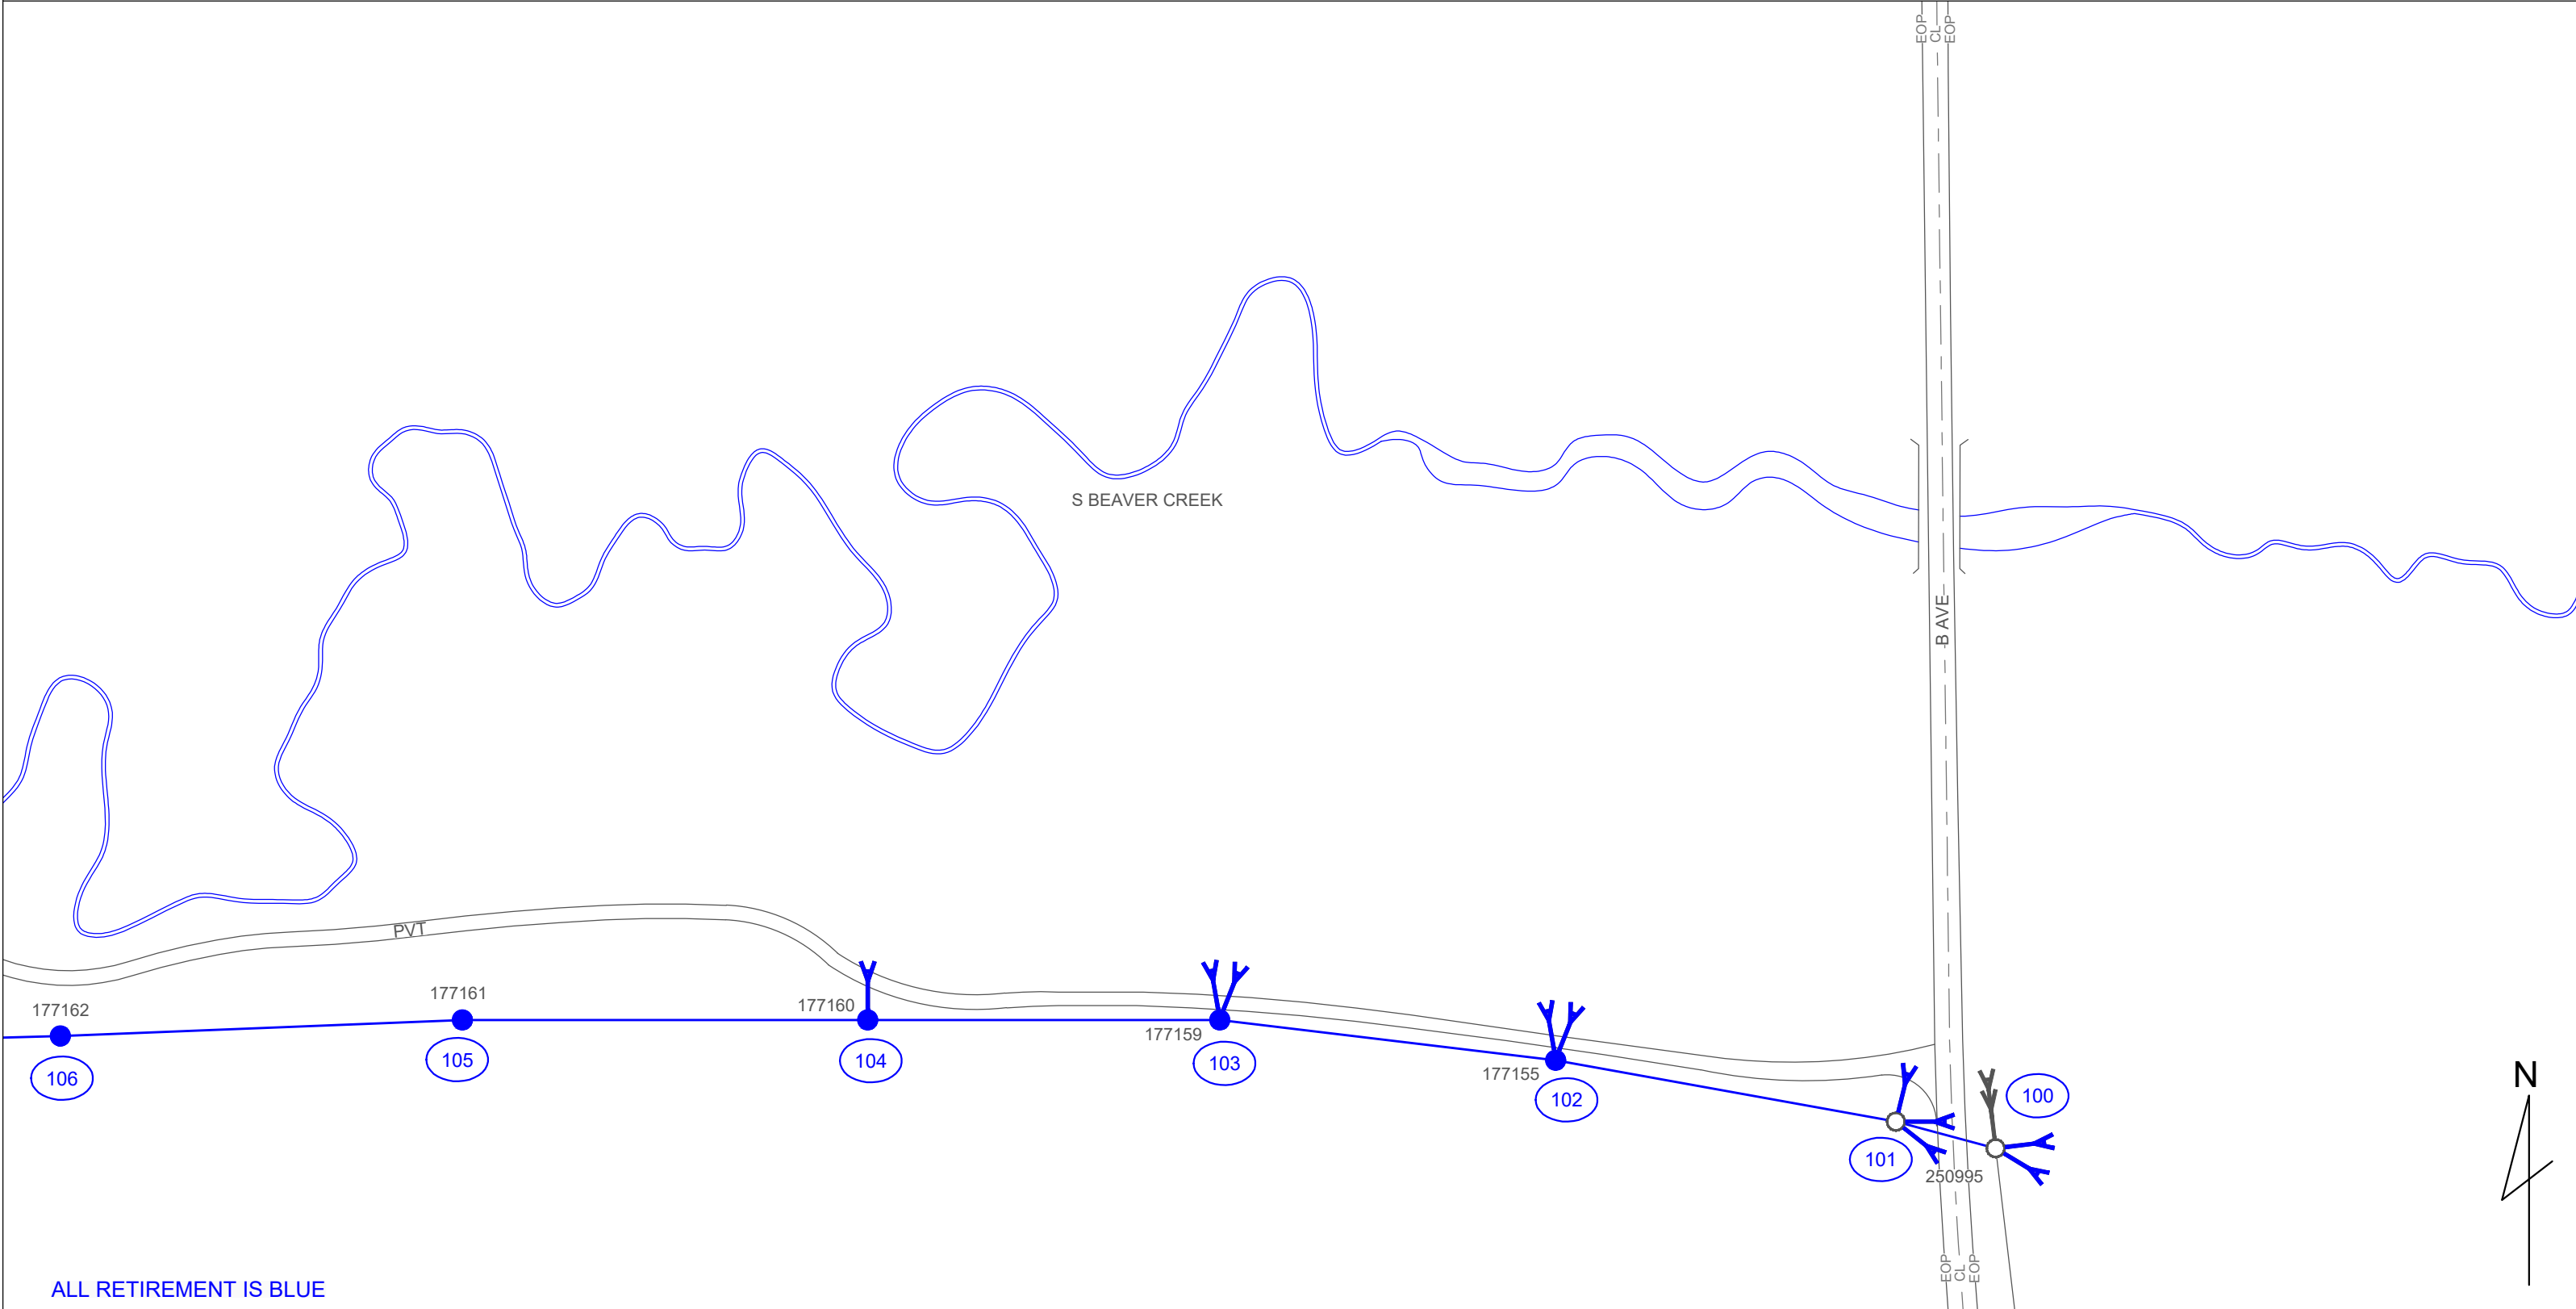 EOP
CL
EOP
S BEAVER CREEK
B AVE
PVT
177162
177161
177160
177159
177155
106
105
104
103
102
101
100
250995
N
EOP
CL
EOP
ALL RETIREMENT IS BLUE